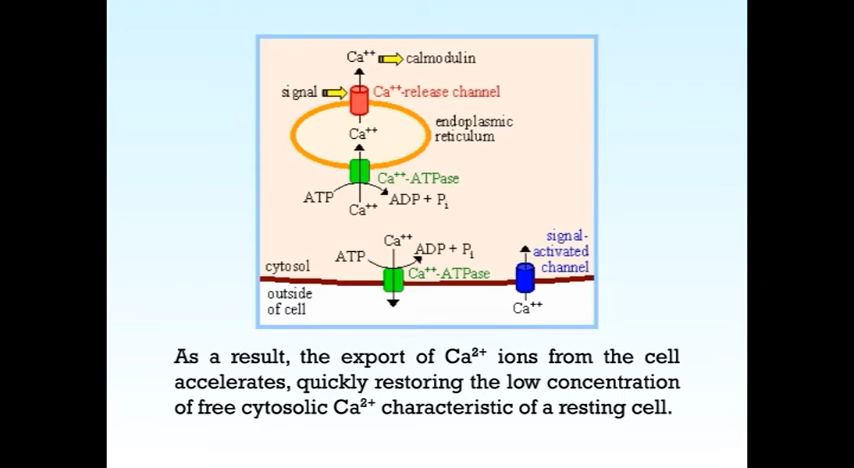 Ca⁺⁺ calmodulin
signal Ca⁺⁺-release channel
Ca⁺⁺
endoplasmic
reticulum
Ca⁺⁺-ATPase
ATP ADP + Pᵢ
Ca⁺⁺
Ca⁺⁺
ATP ADP + Pᵢ
signal-
activated
channel
cytosol Ca⁺⁺-ATPase
outside
of cell
Ca⁺⁺
As a result, the export of Ca²⁺ ions from the cell
accelerates, quickly restoring the low concentration
of free cytosolic Ca²⁺ characteristic of a resting cell.